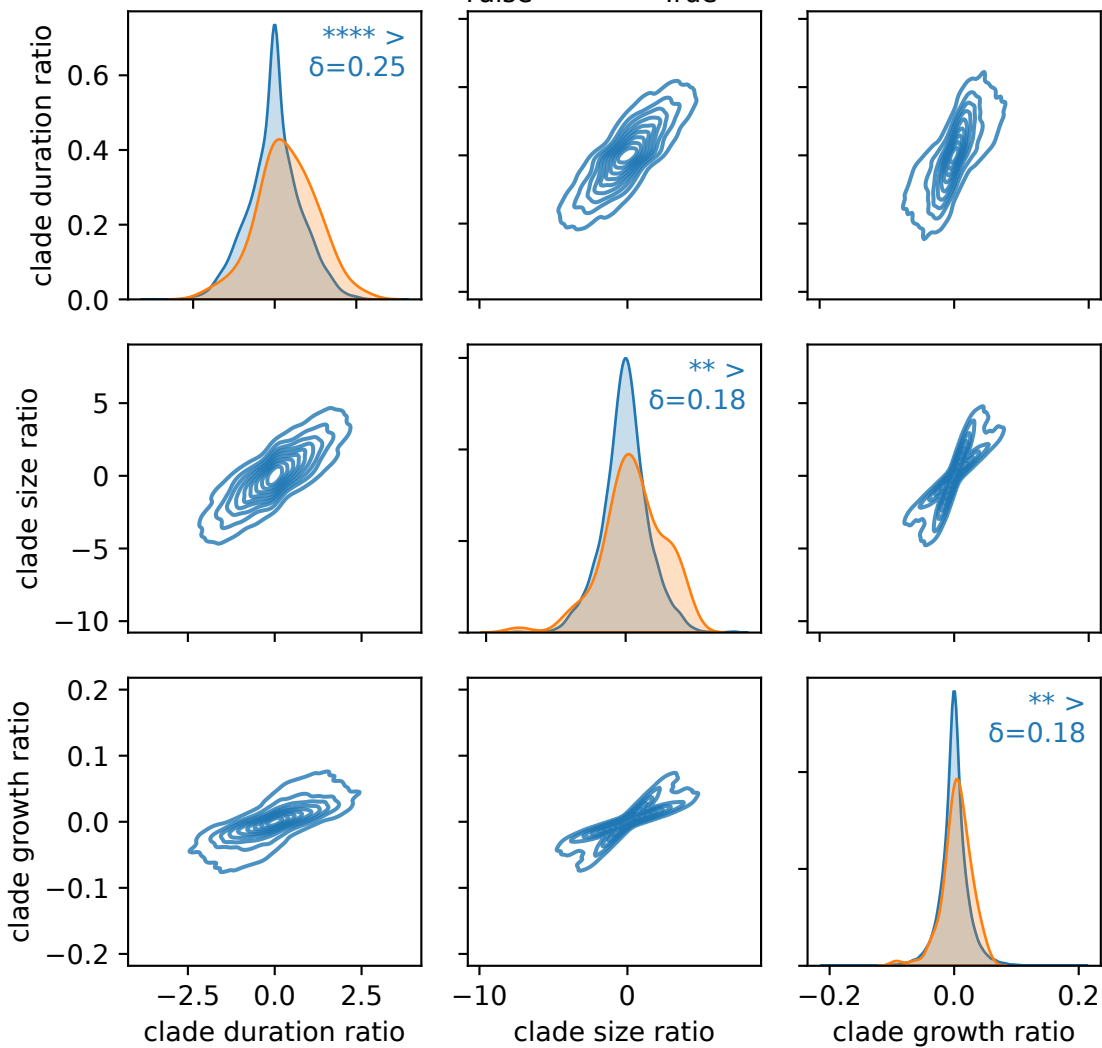 False True
clade duration ratio
0.6
0.4
0.2
0.0
**** >
δ=0.25
clade size ratio
5
0
−5
−10
** >
δ=0.18
clade growth ratio
0.2
0.1
0.0
−0.1
−0.2
** >
δ=0.18
−2.5 0.0 2.5
−10 0
−0.2 0.0 0.2
clade duration ratio
clade size ratio
clade growth ratio